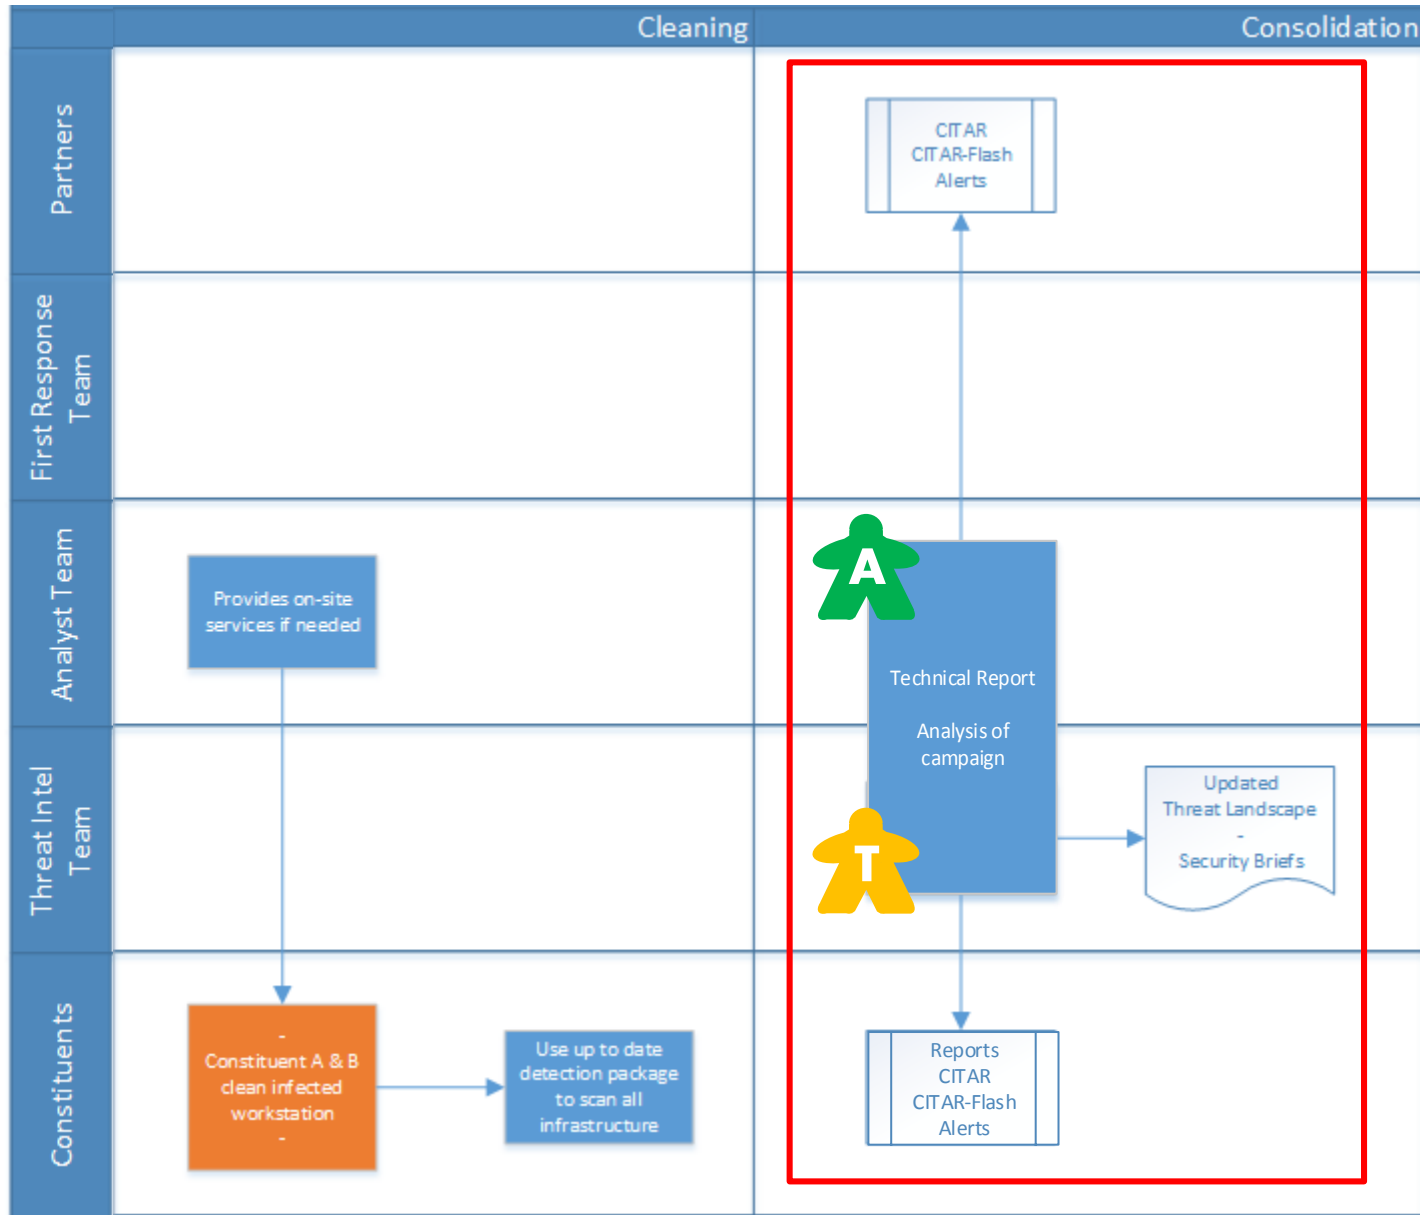 Cleaning
Consolidation
Partners
CITAR
CITAR-Flash
Alerts
First Response
Team
Analyst Team
Provides on-site
services if needed
A
Technical Report
Analysis of
campaign
Threat Intel
Team
T
Updated
Threat Landscape
-
Security Briefs
Constituents
-
Constituent A & B
clean infected
workstation
-
Use up to date
detection package
to scan all
infrastructure
Reports
CITAR
CITAR-Flash
Alerts